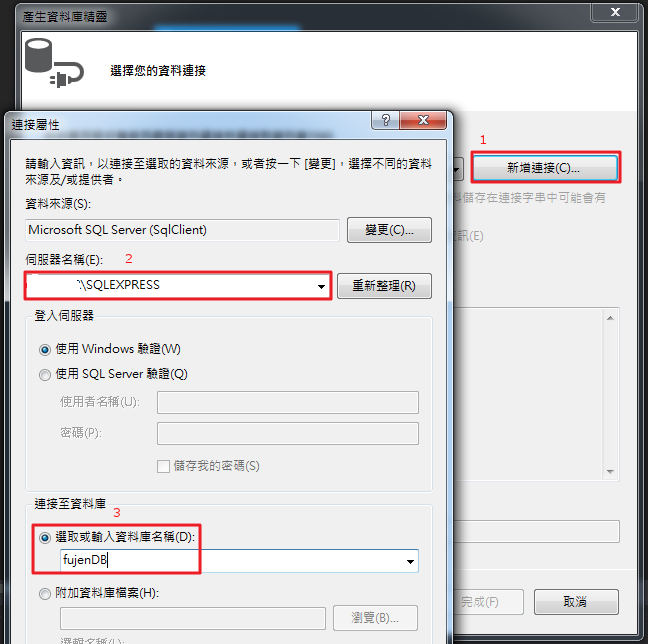 產生資料庫精靈
選擇您的資料連接
連接屬性
1
新增連接(C)...
請輸入資訊，以連接至選取的資料來源，或者按一下 [變更]，選擇不同的資料
來源及/或提供者。
料儲存在連接字串中可能會有
資料來源(S):
Microsoft SQL Server (SqlClient)
變更(C)...
訊(E)
伺服器名稱(E):
2
\SQLEXPRESS
重新整理(R)
登入伺服器
使用 Windows 驗證(W)
使用 SQL Server 驗證(Q)
使用者名稱(U):
密碼(P):
儲存我的密碼(S)
連接至資料庫
3
選取或輸入資料庫名稱(D):
fujenDB
附加資料庫檔案(H):
完成(F)
取消
瀏覽(B)...
邏輯名稱(L):